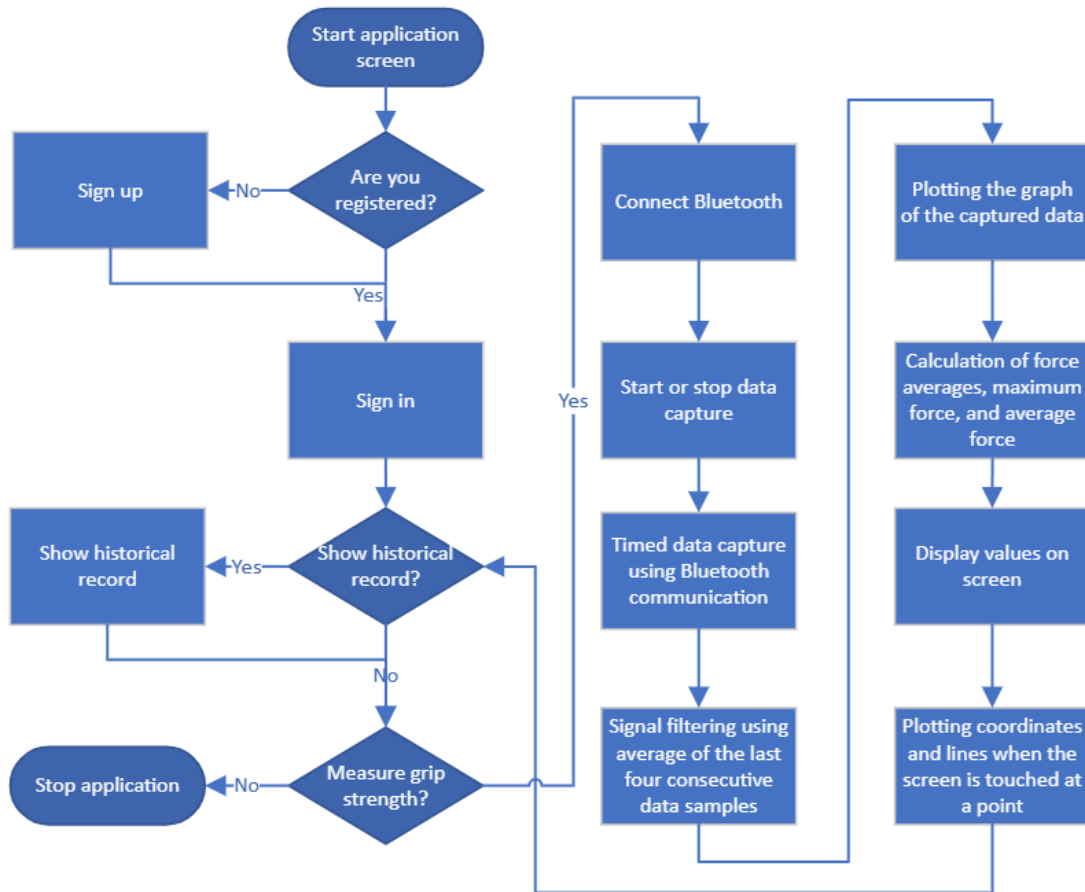 Start application
screen
Are you
registered?
No
Sign up
Yes
Sign in
Show historical
record?
Yes
Show historical
record
No
Measure grip
strength?
No
Stop application
Yes
Connect Bluetooth
Start or stop data
capture
Timed data capture
using Bluetooth
communication
Signal filtering using
average of the last
four consecutive
data samples
Plotting the graph
of the captured data
Calculation of force
averages, maximum
force, and average
force
Display values on
screen
Plotting coordinates
and lines when the
screen is touched at
a point